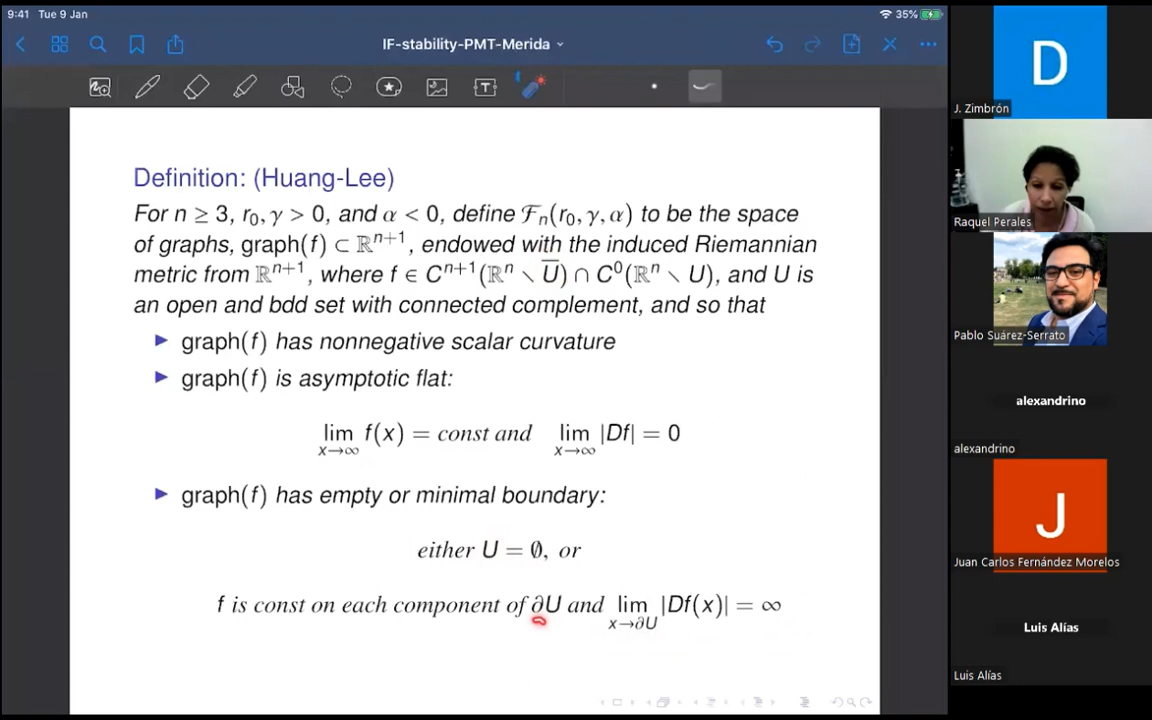 9:41 Tue 9 Jan
35%
IF-stability-PMT-Merida
T
Definition: (Huang-Lee)
For n ≥ 3, r₀, γ > 0, and α < 0, define ℱₙ(r₀, γ, α) to be the space
of graphs, graph(f) ⊂ ℝⁿ⁺¹, endowed with the induced Riemannian
metric from ℝⁿ⁺¹, where f ∈ Cⁿ⁺¹(ℝⁿ ∖ U̅) ∩ C⁰(ℝⁿ ∖ U), and U is
an open and bdd set with connected complement, and so that
▶ graph(f) has nonnegative scalar curvature
▶ graph(f) is asymptotic flat:
lim f(x) = const and lim |Df| = 0
x→∞ x→∞
▶ graph(f) has empty or minimal boundary:
either U = ∅, or
f is const on each component of ∂U and lim |Df(x)| = ∞
x→∂U
D
J. Zimbrón
Raquel Perales
Pablo Suárez-Serrato
alexandrino
alexandrino
J
Juan Carlos Fernández Morelos
Luis Alías
Luis Alías